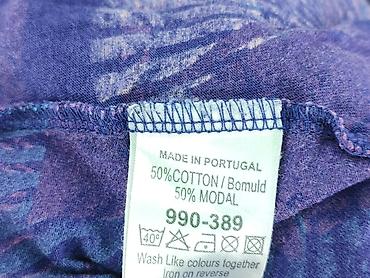 MADE IN PORTUGAL
50%COTTON / Bomuld
50% MODAL
990-389
40°
Wash Like colours together
Iron on reverse